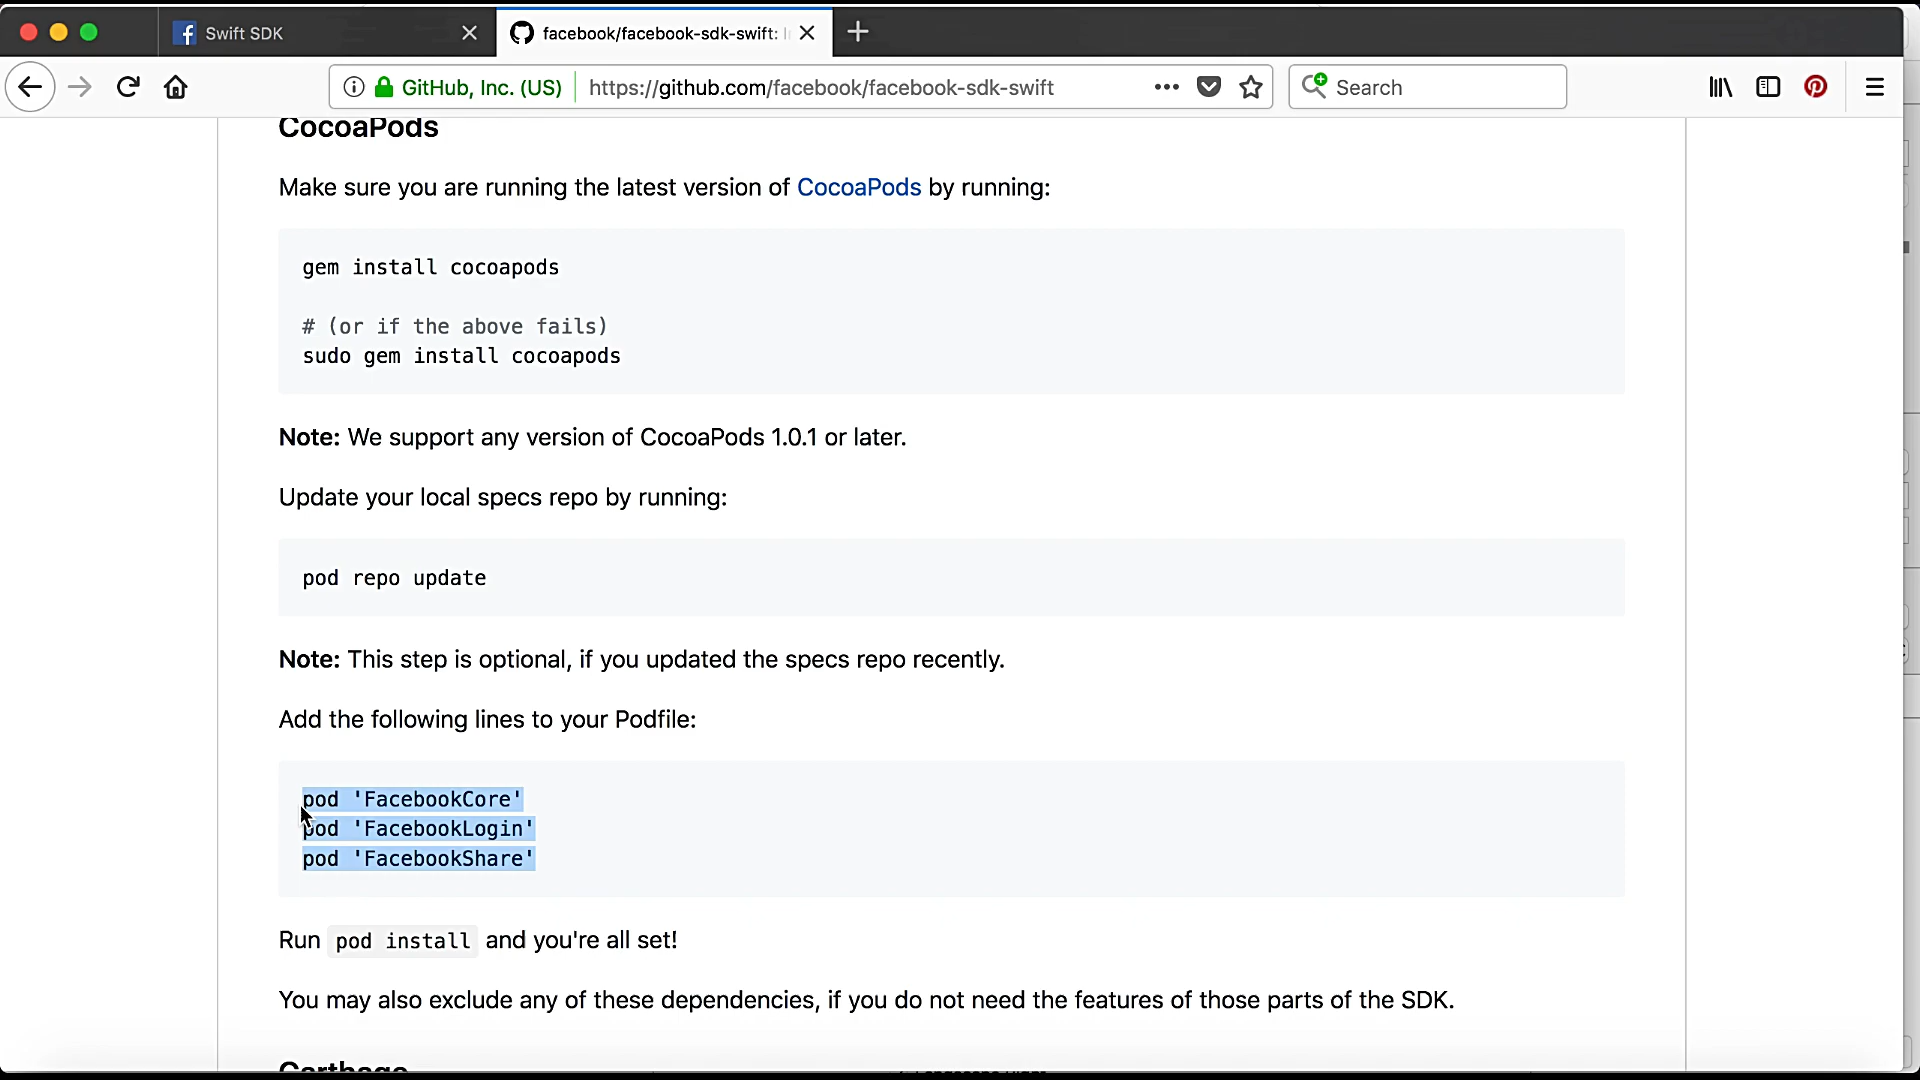 Swift SDK
facebook/facebook-sdk-swift:
GitHub, Inc. (US)
https://github.com/facebook/facebook-sdk-swift
Search
CocoaPods
Make sure you are running the latest version of CocoaPods by running:
gem install cocoapods
# (or if the above fails)
sudo gem install cocoapods
Note: We support any version of CocoaPods 1.0.1 or later.
Update your local specs repo by running:
pod repo update
Note: This step is optional, if you updated the specs repo recently.
Add the following lines to your Podfile:
pod 'FacebookCore'
pod 'FacebookLogin'
pod 'FacebookShare'
Run pod install and you're all set!
You may also exclude any of these dependencies, if you do not need the features of those parts of the SDK.
Carthage